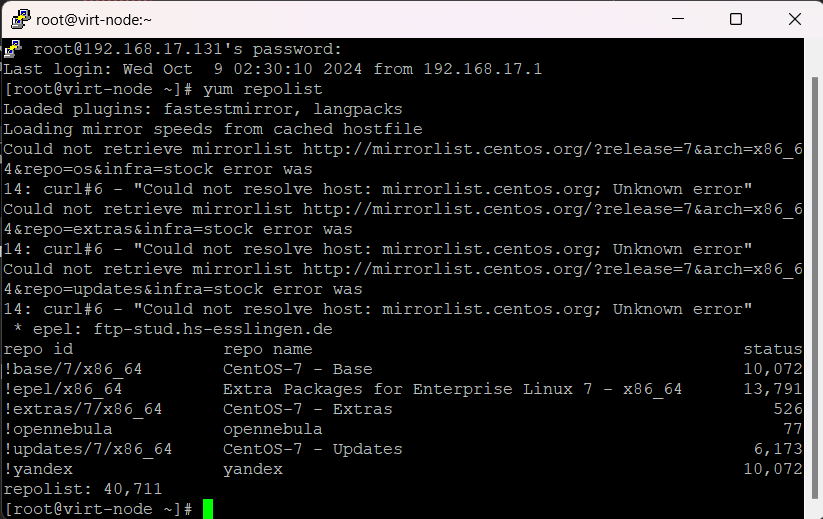 root@virt-node:~
root@192.168.17.131's password:
Last login: Wed Oct  9 02:30:10 2024 from 192.168.17.1
[root@virt-node ~]# yum repolist
Loaded plugins: fastestmirror, langpacks
Loading mirror speeds from cached hostfile
Could not retrieve mirrorlist http://mirrorlist.centos.org/?release=7&arch=x86_6
4&repo=os&infra=stock error was
14: curl#6 - "Could not resolve host: mirrorlist.centos.org; Unknown error"
Could not retrieve mirrorlist http://mirrorlist.centos.org/?release=7&arch=x86_6
4&repo=extras&infra=stock error was
14: curl#6 - "Could not resolve host: mirrorlist.centos.org; Unknown error"
Could not retrieve mirrorlist http://mirrorlist.centos.org/?release=7&arch=x86_6
4&repo=updates&infra=stock error was
14: curl#6 - "Could not resolve host: mirrorlist.centos.org; Unknown error"
 * epel: ftp-stud.hs-esslingen.de
repo id               repo name                                           status
!base/7/x86_64        CentOS-7 - Base                                     10,072
!epel/x86_64          Extra Packages for Enterprise Linux 7 - x86_64      13,791
!extras/7/x86_64      CentOS-7 - Extras                                      526
!opennebula           opennebula                                              77
!updates/7/x86_64     CentOS-7 - Updates                                   6,173
!yandex               yandex                                              10,072
repolist: 40,711
[root@virt-node ~]#